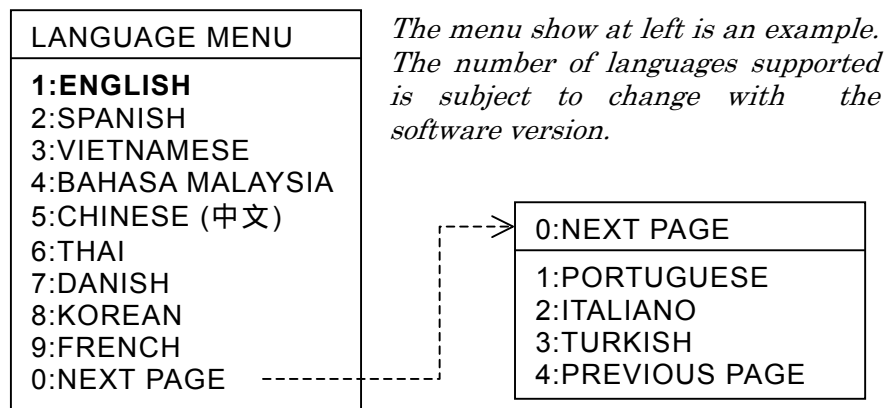 LANGUAGE MENU
1:ENGLISH
2:SPANISH
3:VIETNAMESE
4:BAHASA MALAYSIA
5:CHINESE (中文)
6:THAI
7:DANISH
8:KOREAN
9:FRENCH
0:NEXT PAGE
The menu show at left is an example.
The number of languages supported
is subject to change with the
software version.
0:NEXT PAGE
1:PORTUGUESE
2:ITALIANO
3:TURKISH
4:PREVIOUS PAGE